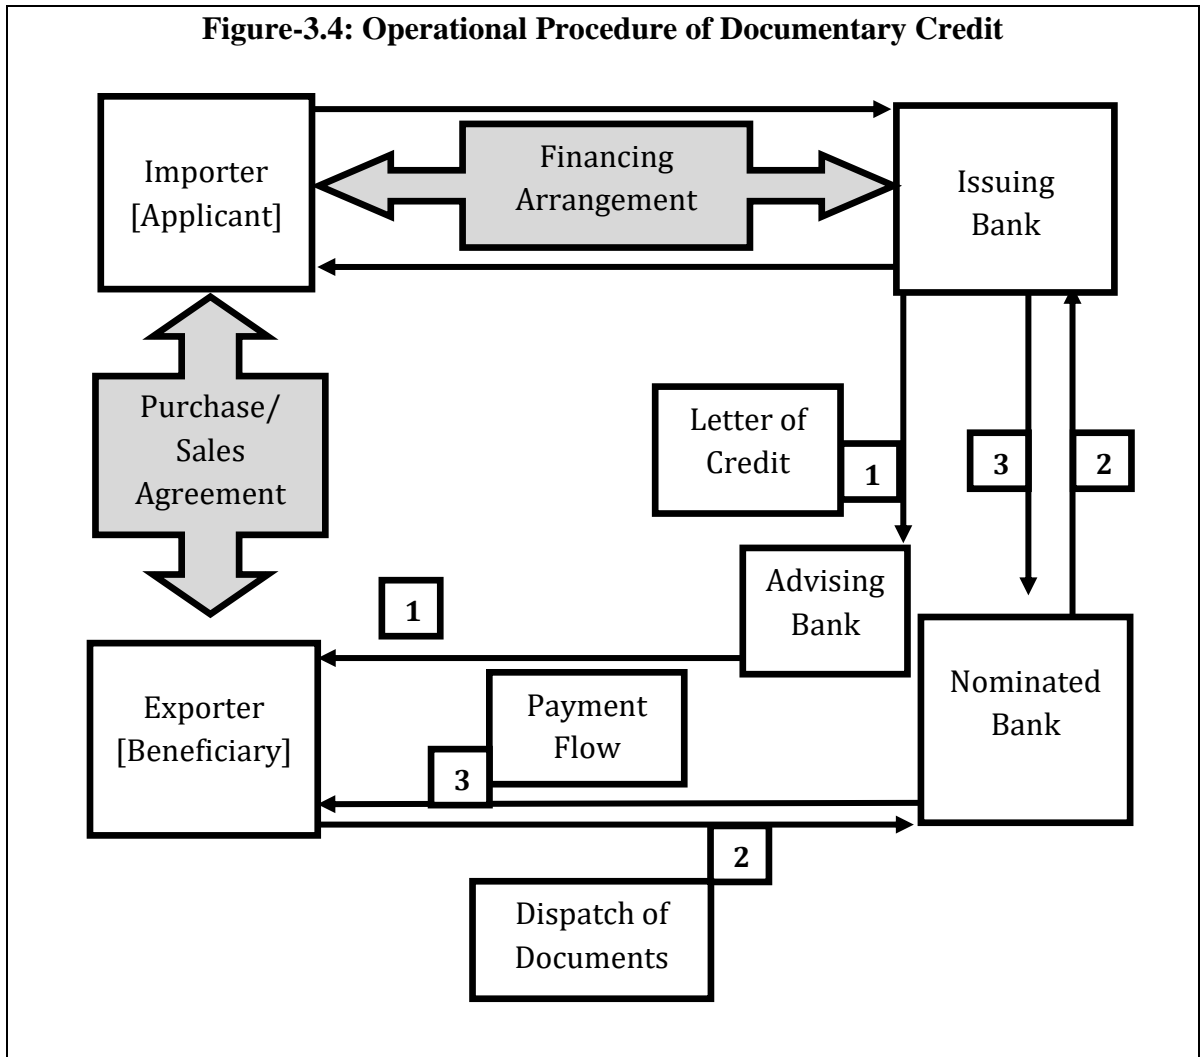 Figure-3.4: Operational Procedure of Documentary Credit
Importer
[Applicant]
Financing
Arrangement
Issuing
Bank
Purchase/
Sales
Agreement
Letter of
Credit
1
3
2
Advising
Bank
1
Exporter
[Beneficiary]
Payment
Flow
3
Nominated
Bank
2
Dispatch of
Documents